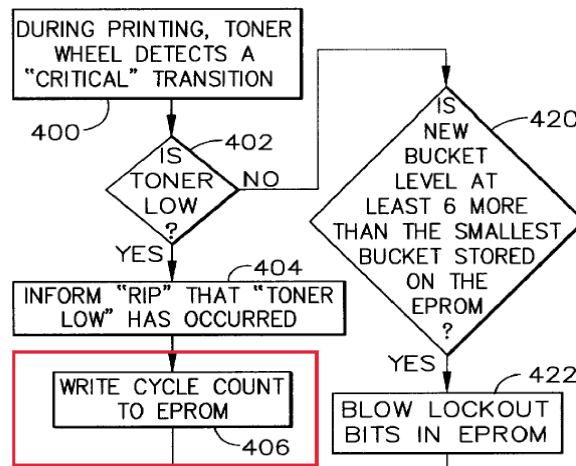 DURING PRINTING, TONER
WHEEL DETECTS A
"CRITICAL" TRANSITION
400
402
IS
TONER
LOW
?
NO
YES
404
INFORM "RIP" THAT "TONER
LOW" HAS OCCURRED
WRITE CYCLE COUNT
TO EPROM
406
420
IS
NEW
BUCKET
LEVEL AT
LEAST 6 MORE
THAN THE SMALLEST
BUCKET STORED
ON THE
EPROM
?
YES
422
BLOW LOCKOUT
BITS IN EPROM